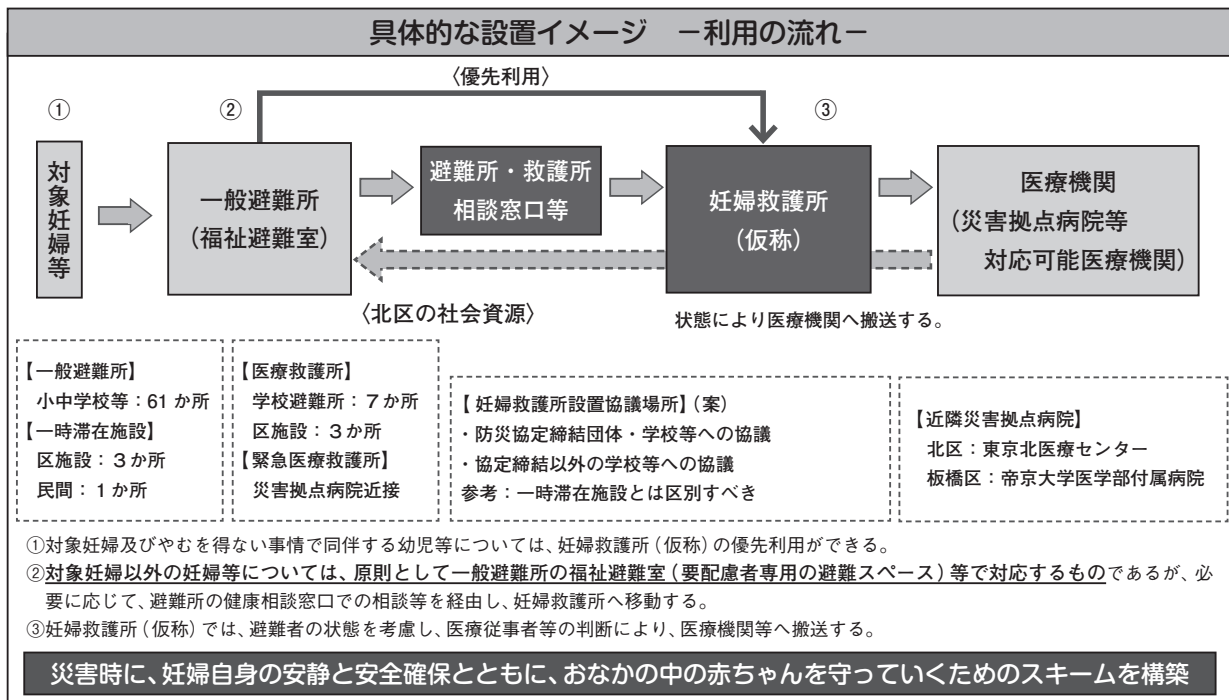 具体的な設置イメージ －利用の流れ－
〈優先利用〉
①
②
③
対象妊婦等
一般避難所
（福祉避難室）
避難所・救護所
相談窓口等
妊婦救護所
（仮称）
医療機関
（災害拠点病院等
対応可能医療機関）
〈北区の社会資源〉
状態により医療機関へ搬送する。
【一般避難所】
小中学校等：61か所
【一時滞在施設】
区施設：３か所
民間：１か所
【医療救護所】
学校避難所：７か所
区施設：３か所
【緊急医療救護所】
災害拠点病院近接
【妊婦救護所設置協議場所】（案）
・防災協定締結団体・学校等への協議
・協定締結以外の学校等への協議
参考：一時滞在施設とは区別すべき
【近隣災害拠点病院】
北区：東京北医療センター
板橋区：帝京大学医学部付属病院
①対象妊婦及びやむを得ない事情で同伴する幼児等については、妊婦救護所（仮称）の優先利用ができる。
②対象妊婦以外の妊婦等については、原則として一般避難所の福祉避難室（要配慮者専用の避難スペース）等で対応するものであるが、必
要に応じて、避難所の健康相談窓口での相談等を経由し、妊婦救護所へ移動する。
③妊婦救護所（仮称）では、避難者の状態を考慮し、医療従事者等の判断により、医療機関等へ搬送する。
災害時に、妊婦自身の安静と安全確保とともに、おなかの中の赤ちゃんを守っていくためのスキームを構築